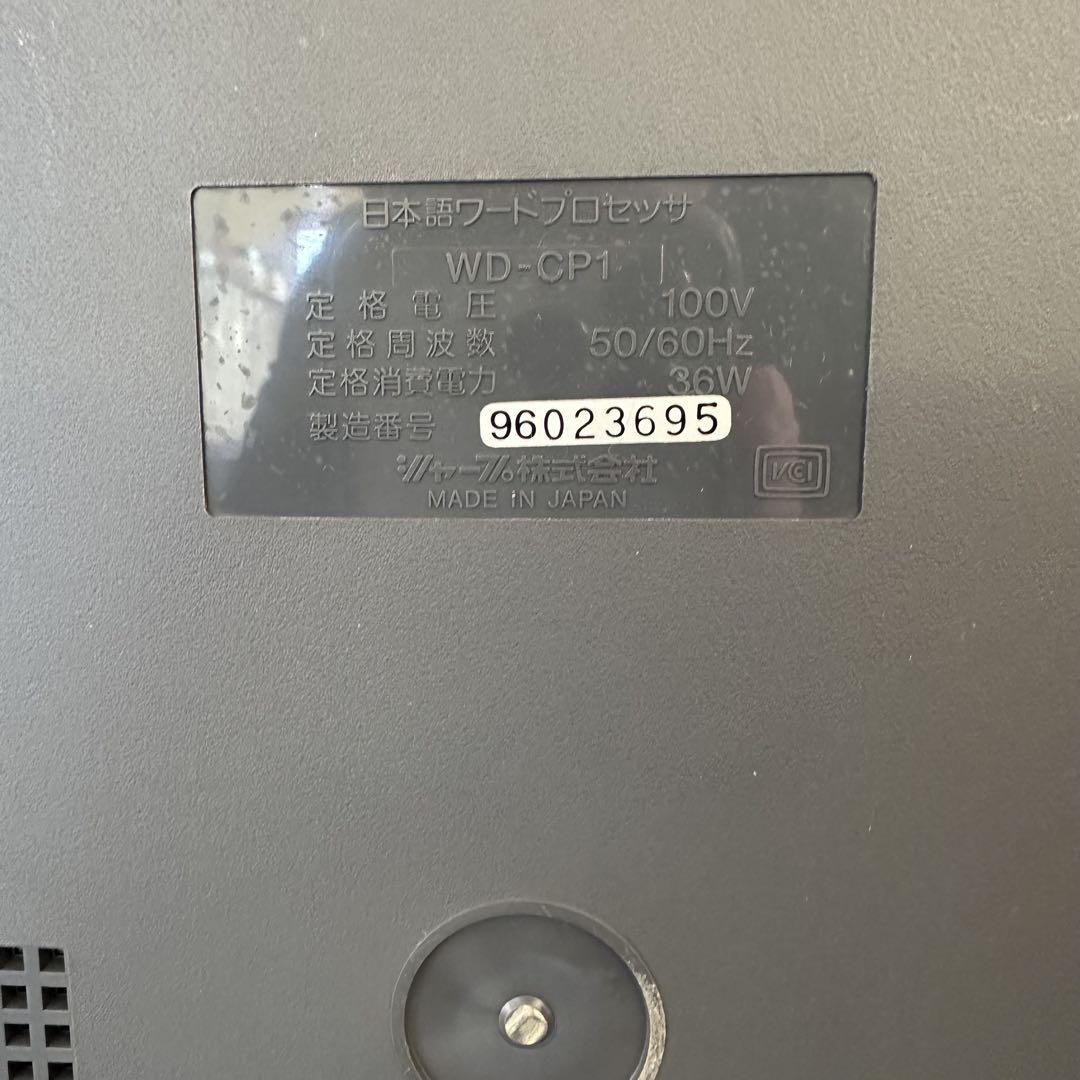 日本語ワードプロセッサ
WD-CP1
定格電圧 100V
定格周波数 50/60Hz
定格消費電力 36W
製造番号 96023695
シャープ株式会社
MADE IN JAPAN
VCCI